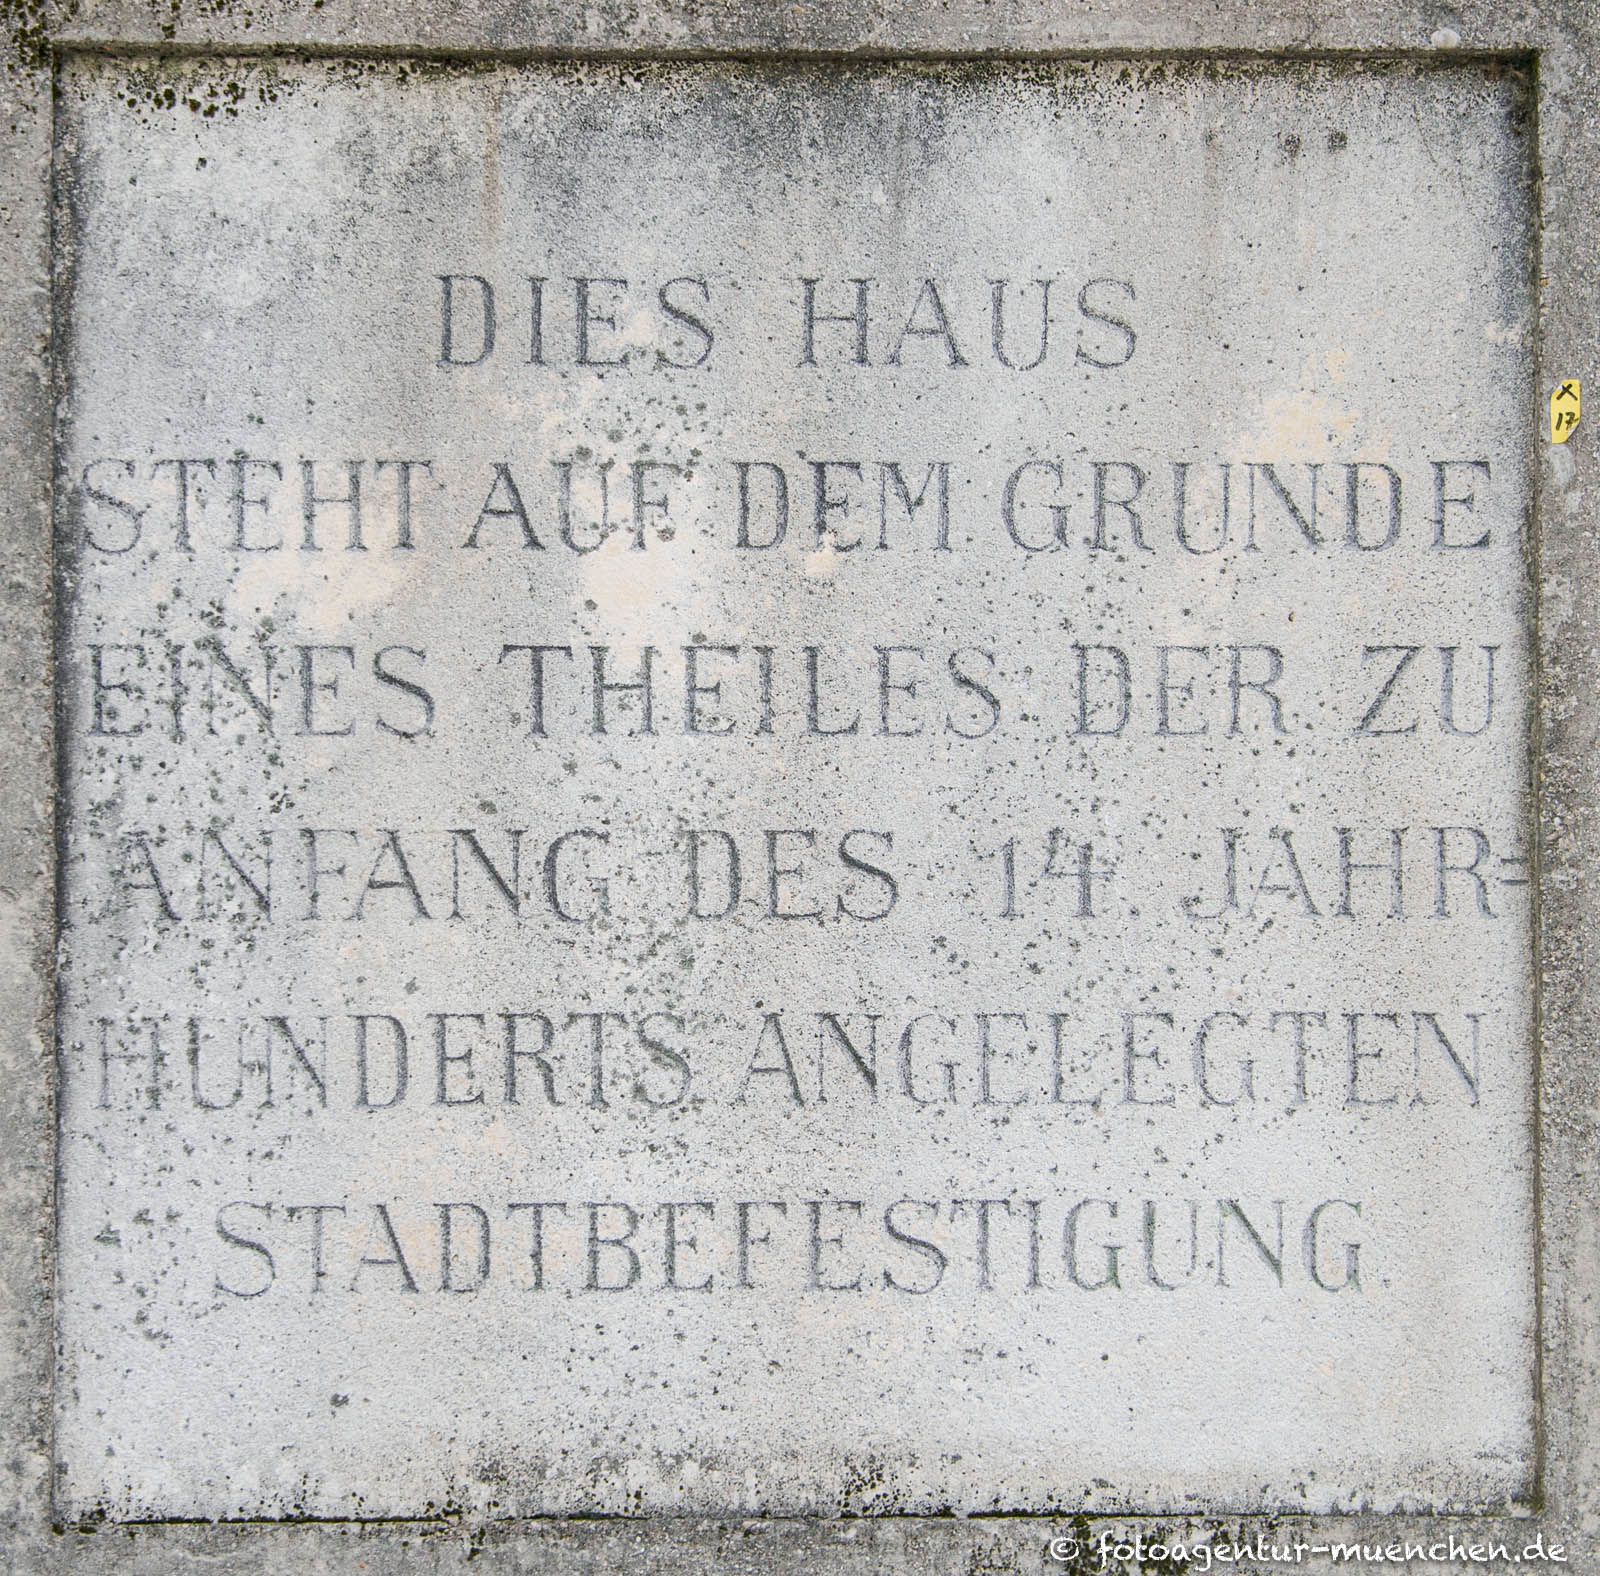 DIES HAUS
STEHT AUF DEM GRUNDE
EINES THEILES DER ZU
ANFANG DES 14. JAHR=
HUNDERTS ANGELEGTEN
STADTBEFESTIGUNG
X
17
© fotoagentur-muenchen.de